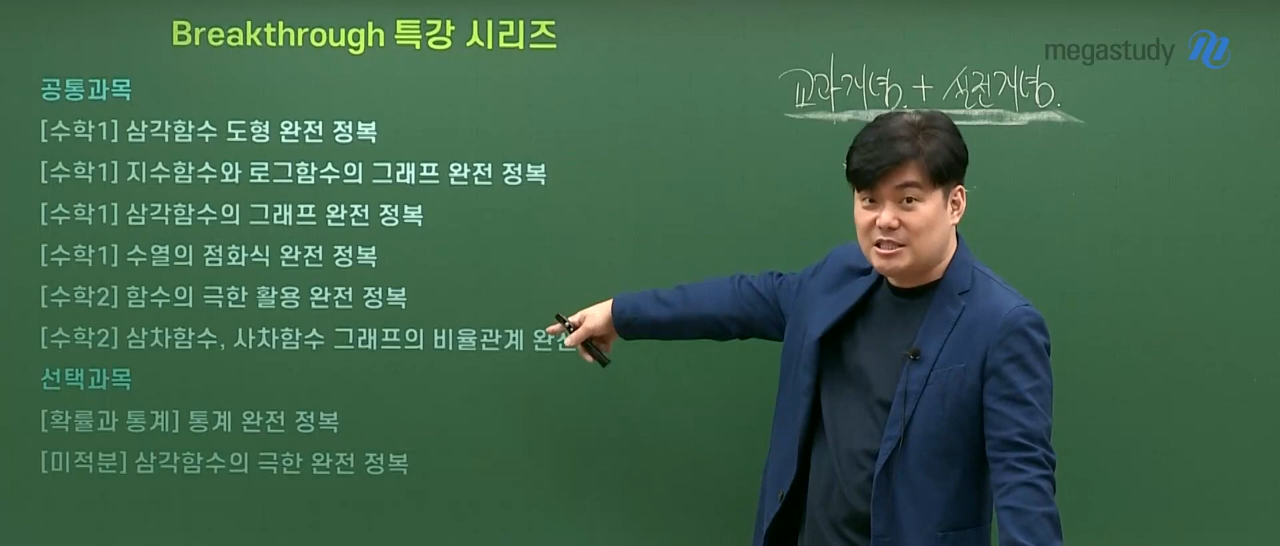 Breakthrough 특강 시리즈
megastudy
교과개념. + 실전개념.
공통과목
[수학1] 삼각함수 도형 완전 정복
[수학1] 지수함수와 로그함수의 그래프 완전 정복
[수학1] 삼각함수의 그래프 완전 정복
[수학1] 수열의 점화식 완전 정복
[수학2] 함수의 극한 활용 완전 정복
[수학2] 삼차함수, 사차함수 그래프의 비율관계 완전
선택과목
[확률과 통계] 통계 완전 정복
[미적분] 삼각함수의 극한 완전 정복